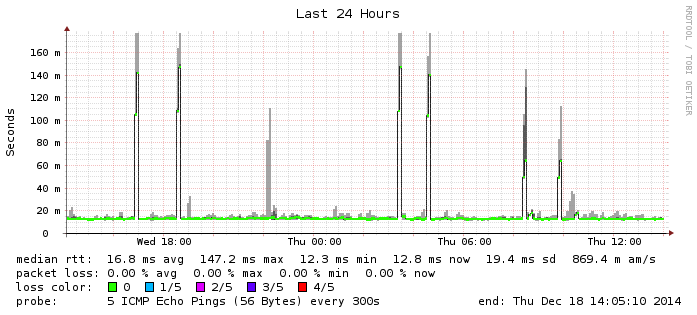 Last 24 Hours
RRDTOOL / TOBI OETIKER
Seconds
160 m
140 m
120 m
100 m
80 m
60 m
40 m
20 m
0
Wed 18:00 Thu 00:00 Thu 06:00 Thu 12:00
median rtt: 16.8 ms avg 147.2 ms max 12.3 ms min 12.8 ms now 19.4 ms sd 869.4 m am/s
packet loss: 0.00 % avg 0.00 % max 0.00 % min 0.00 % now
loss color: 0 1/5 2/5 3/5 4/5
probe: 5 ICMP Echo Pings (56 Bytes) every 300s end: Thu Dec 18 14:05:10 2014